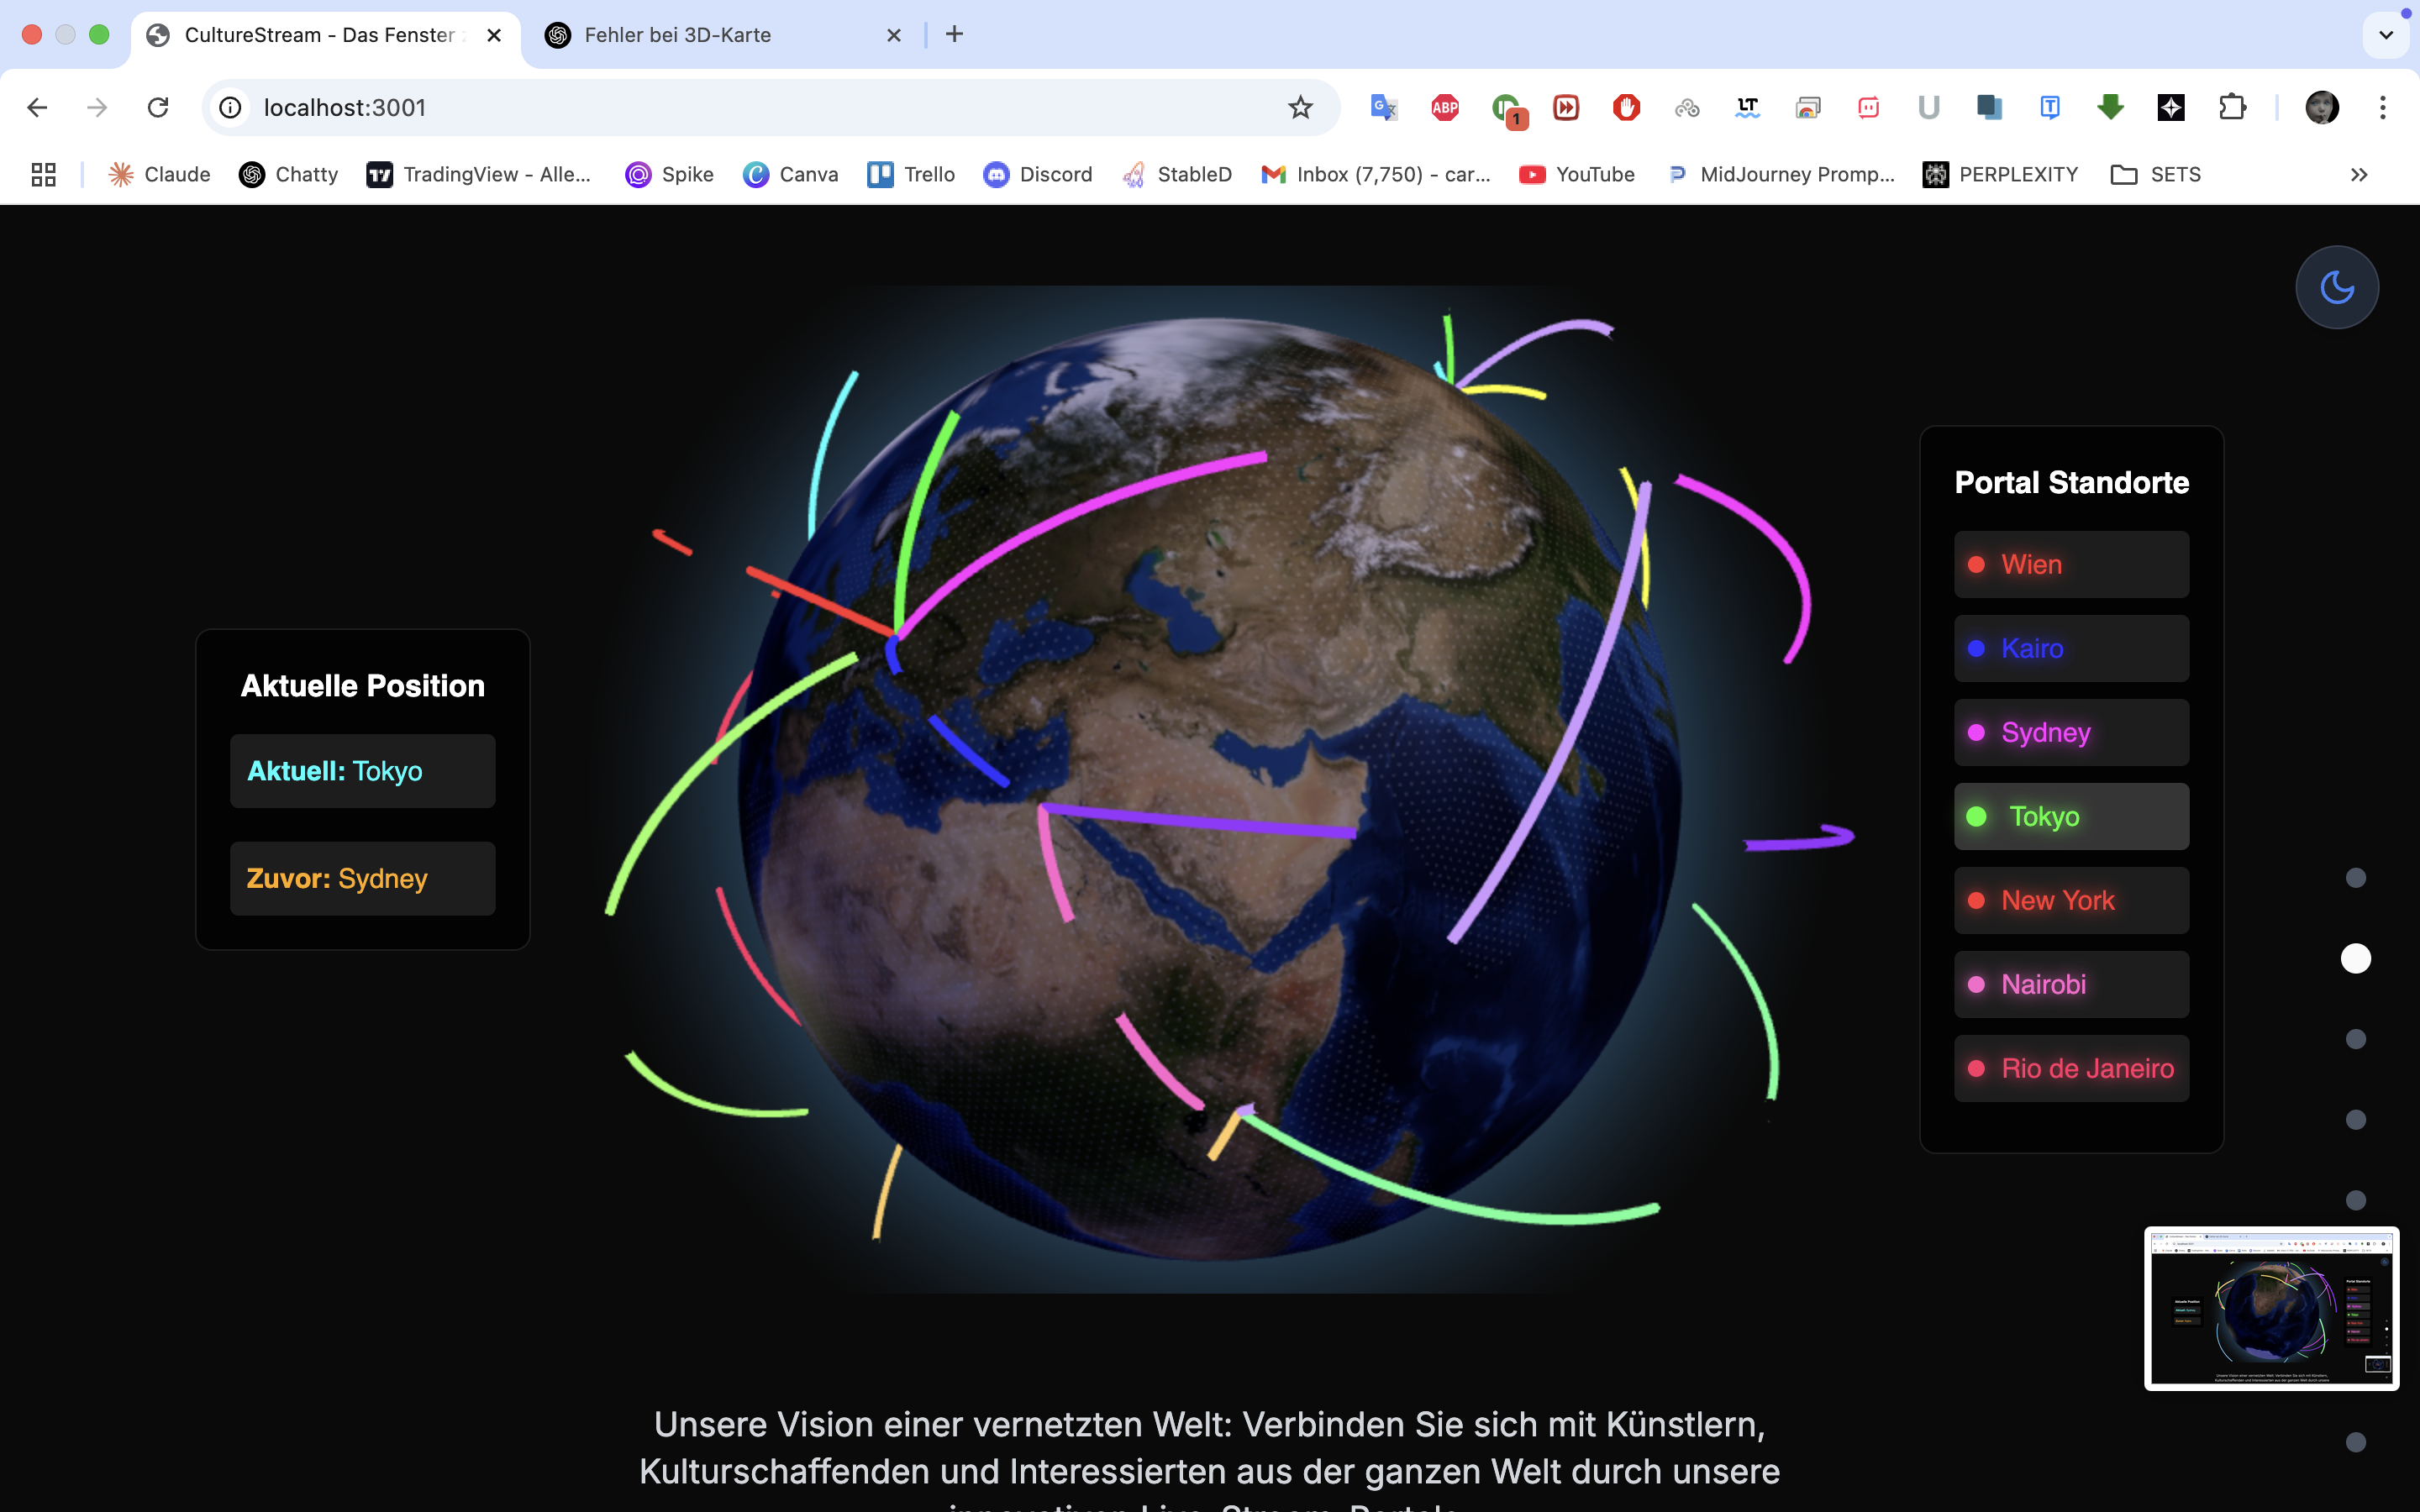 CultureStream - Das Fenster
Fehler bei 3D-Karte
localhost:3001
ABP
1
LT
Claude
Chatty
TradingView - Alle...
Spike
Canva
Trello
Discord
StableD
Inbox (7,750) - car...
YouTube
MidJourney Promp...
PERPLEXITY
SETS
Aktuelle Position
Aktuell: Tokyo
Zuvor: Sydney
Portal Standorte
Wien
Kairo
Sydney
Tokyo
New York
Nairobi
Rio de Janeiro
Unsere Vision einer vernetzten Welt: Verbinden Sie sich mit Künstlern,
Kulturschaffenden und Interessierten aus der ganzen Welt durch unsere